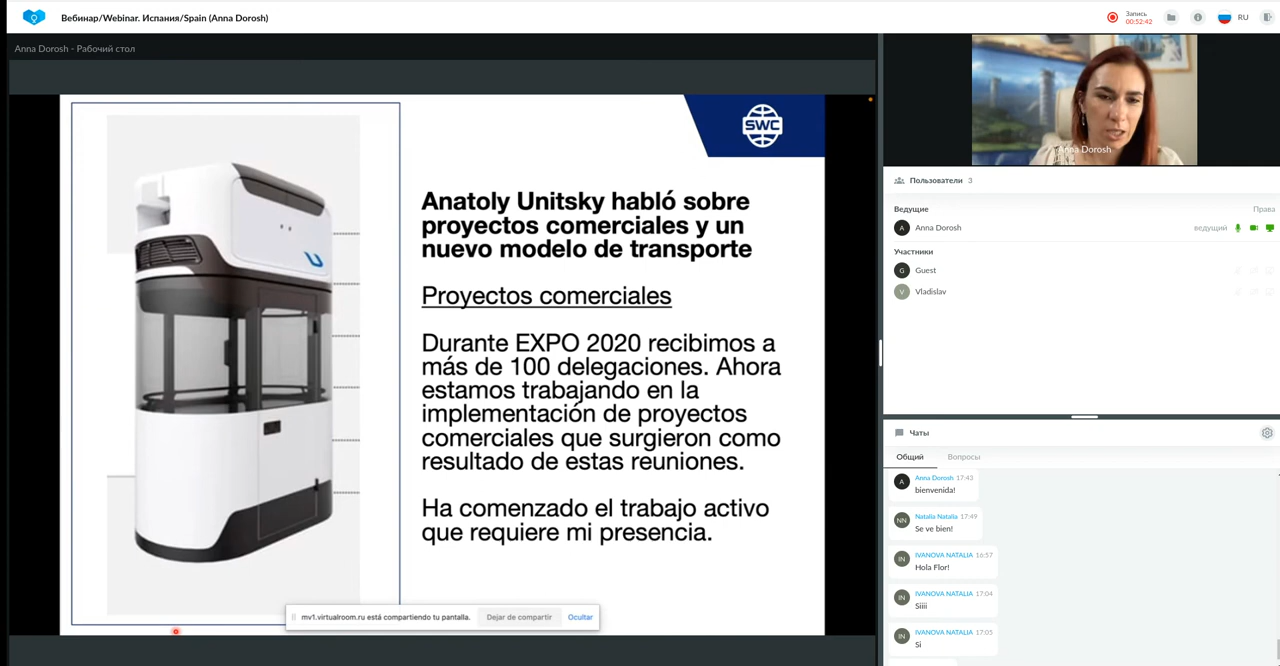 Вебинар/Webinar. Испания/Spain (Anna Dorosh)
Запись
00:52:42
RU
Anna Dorosh - Рабочий стол
SWC
Anatoly Unitsky habló sobre
proyectos comerciales y un
nuevo modelo de transporte
Proyectos comerciales
Durante EXPO 2020 recibimos a
más de 100 delegaciones. Ahora
estamos trabajando en la
implementación de proyectos
comerciales que surgieron como
resultado de estas reuniones.
Ha comenzado el trabajo activo
que requiere mi presencia.
mv1.virtualroom.ru está compartiendo tu pantalla.
Dejar de compartir
Ocultar
Anna Dorosh
Пользователи 3
Ведущие
Права
A
Anna Dorosh
ведущий
Участники
G
Guest
V
Vladislav
Чаты
Общий
Вопросы
A
Anna Dorosh 17:43
bienvenida!
NN
Natalia Natalia 17:49
Se ve bien!
IN
IVANOVA NATALIA 16:57
Hola Flor!
IN
IVANOVA NATALIA 17:04
Siiii
IN
IVANOVA NATALIA 17:05
Si